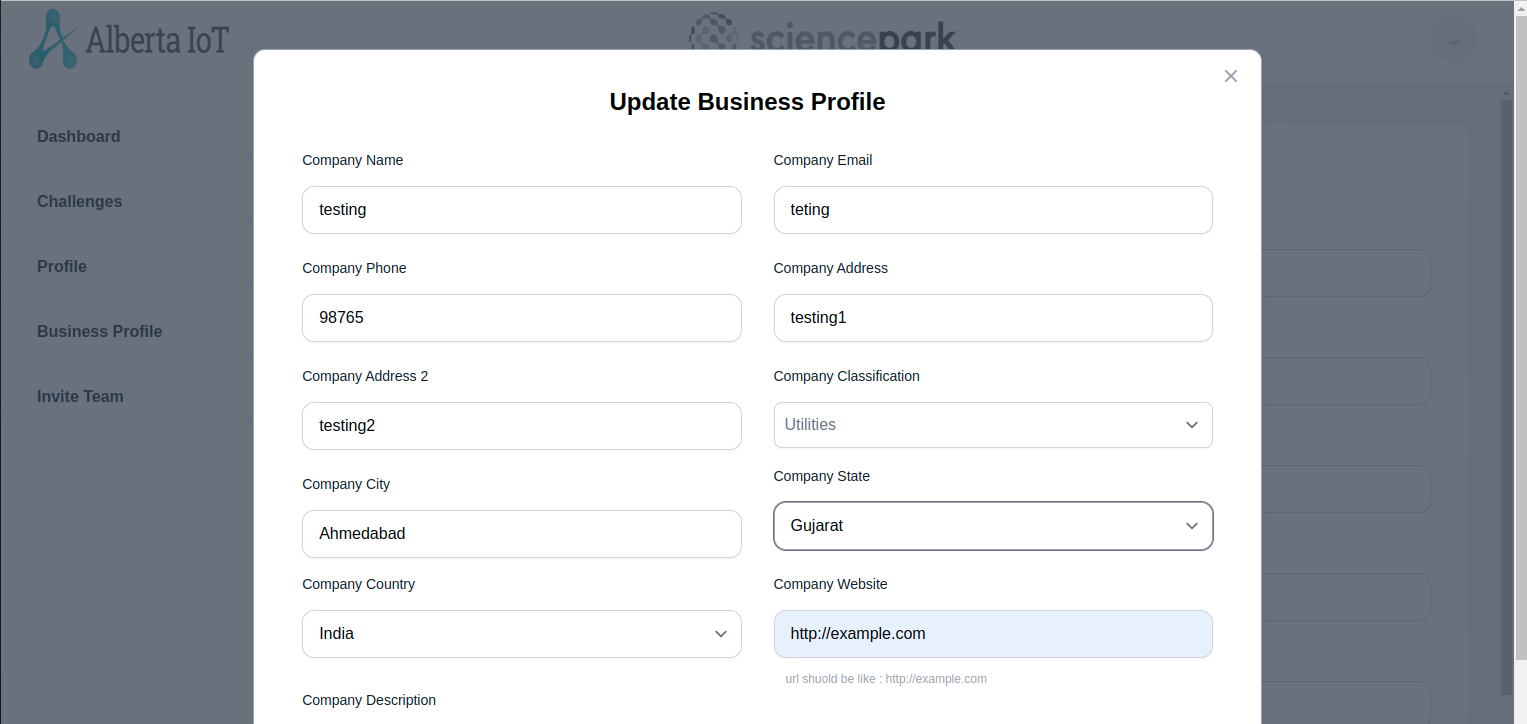 Alberta IoT
sciencepark
Dashboard
Challenges
Profile
Business Profile
Invite Team
Update Business Profile
Company Name
Company Email
testing
teting
Company Phone
Company Address
98765
testing1
Company Address 2
Company Classification
testing2
Utilities
Company City
Company State
Ahmedabad
Gujarat
Company Country
Company Website
India
http://example.com
url shuold be like : http://example.com
Company Description